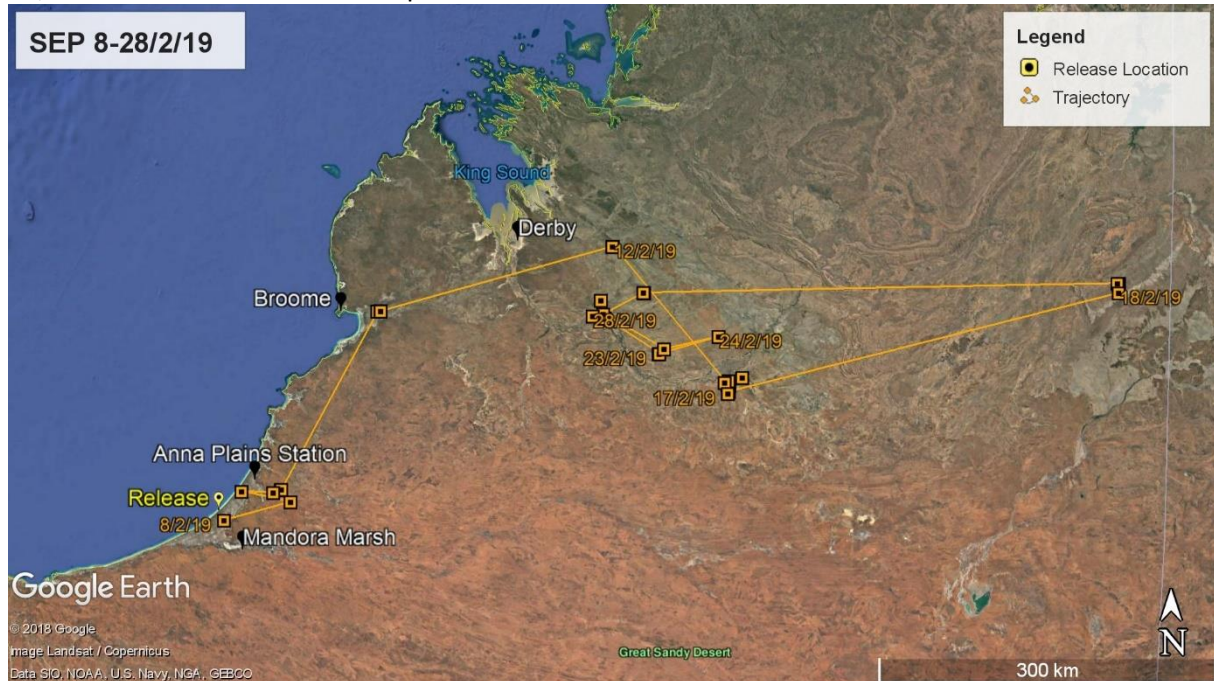 SEP 8-28/2/19
Legend
Release Location
Trajectory
King Sound
Derby
12/2/19
Broome
18/2/19
28/2/19
24/2/19
23/2/19
17/2/19
Anna Plains Station
Release
8/2/19
Mandora Marsh
Google Earth
© 2018 Google
Image Landsat / Copernicus
Data SIO, NOAA, U.S. Navy, NGA, GEBCO
Great Sandy Desert
N
300 km